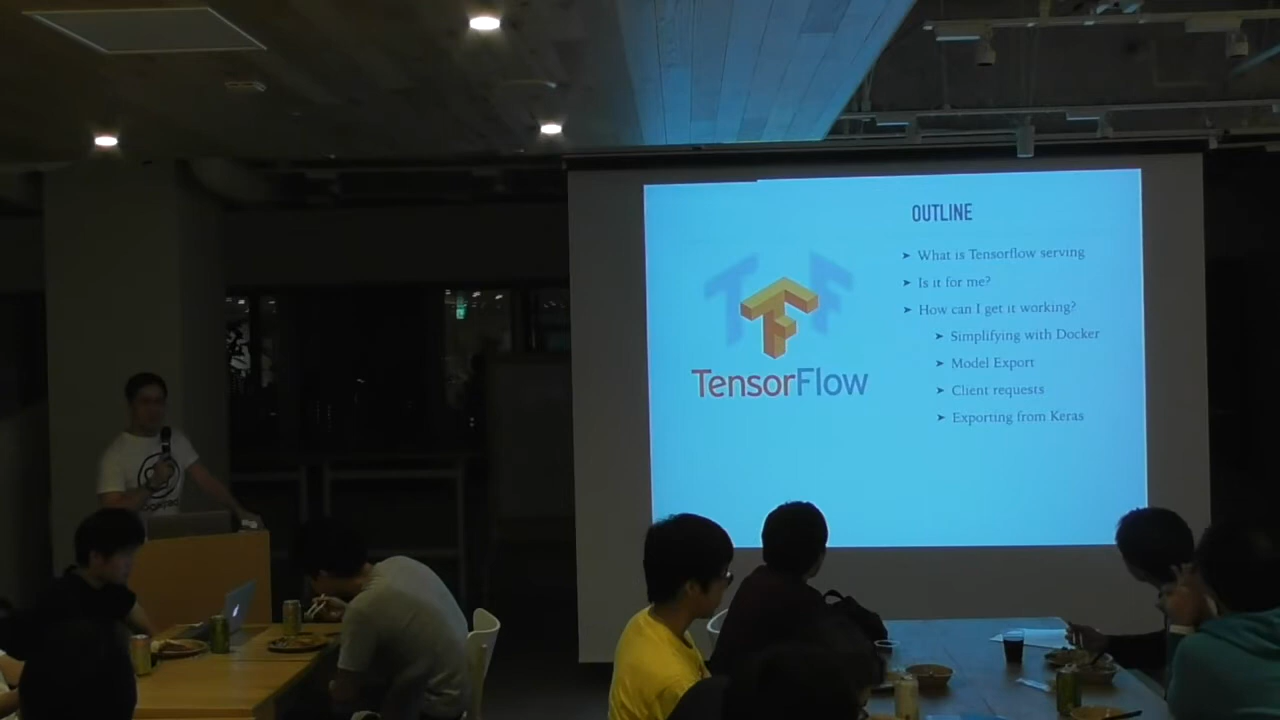 OUTLINE
➤ What is Tensorflow serving
➤ Is it for me?
➤ How can I get it working?
➤ Simplifying with Docker
➤ Model Export
➤ Client requests
➤ Exporting from Keras
TensorFlow